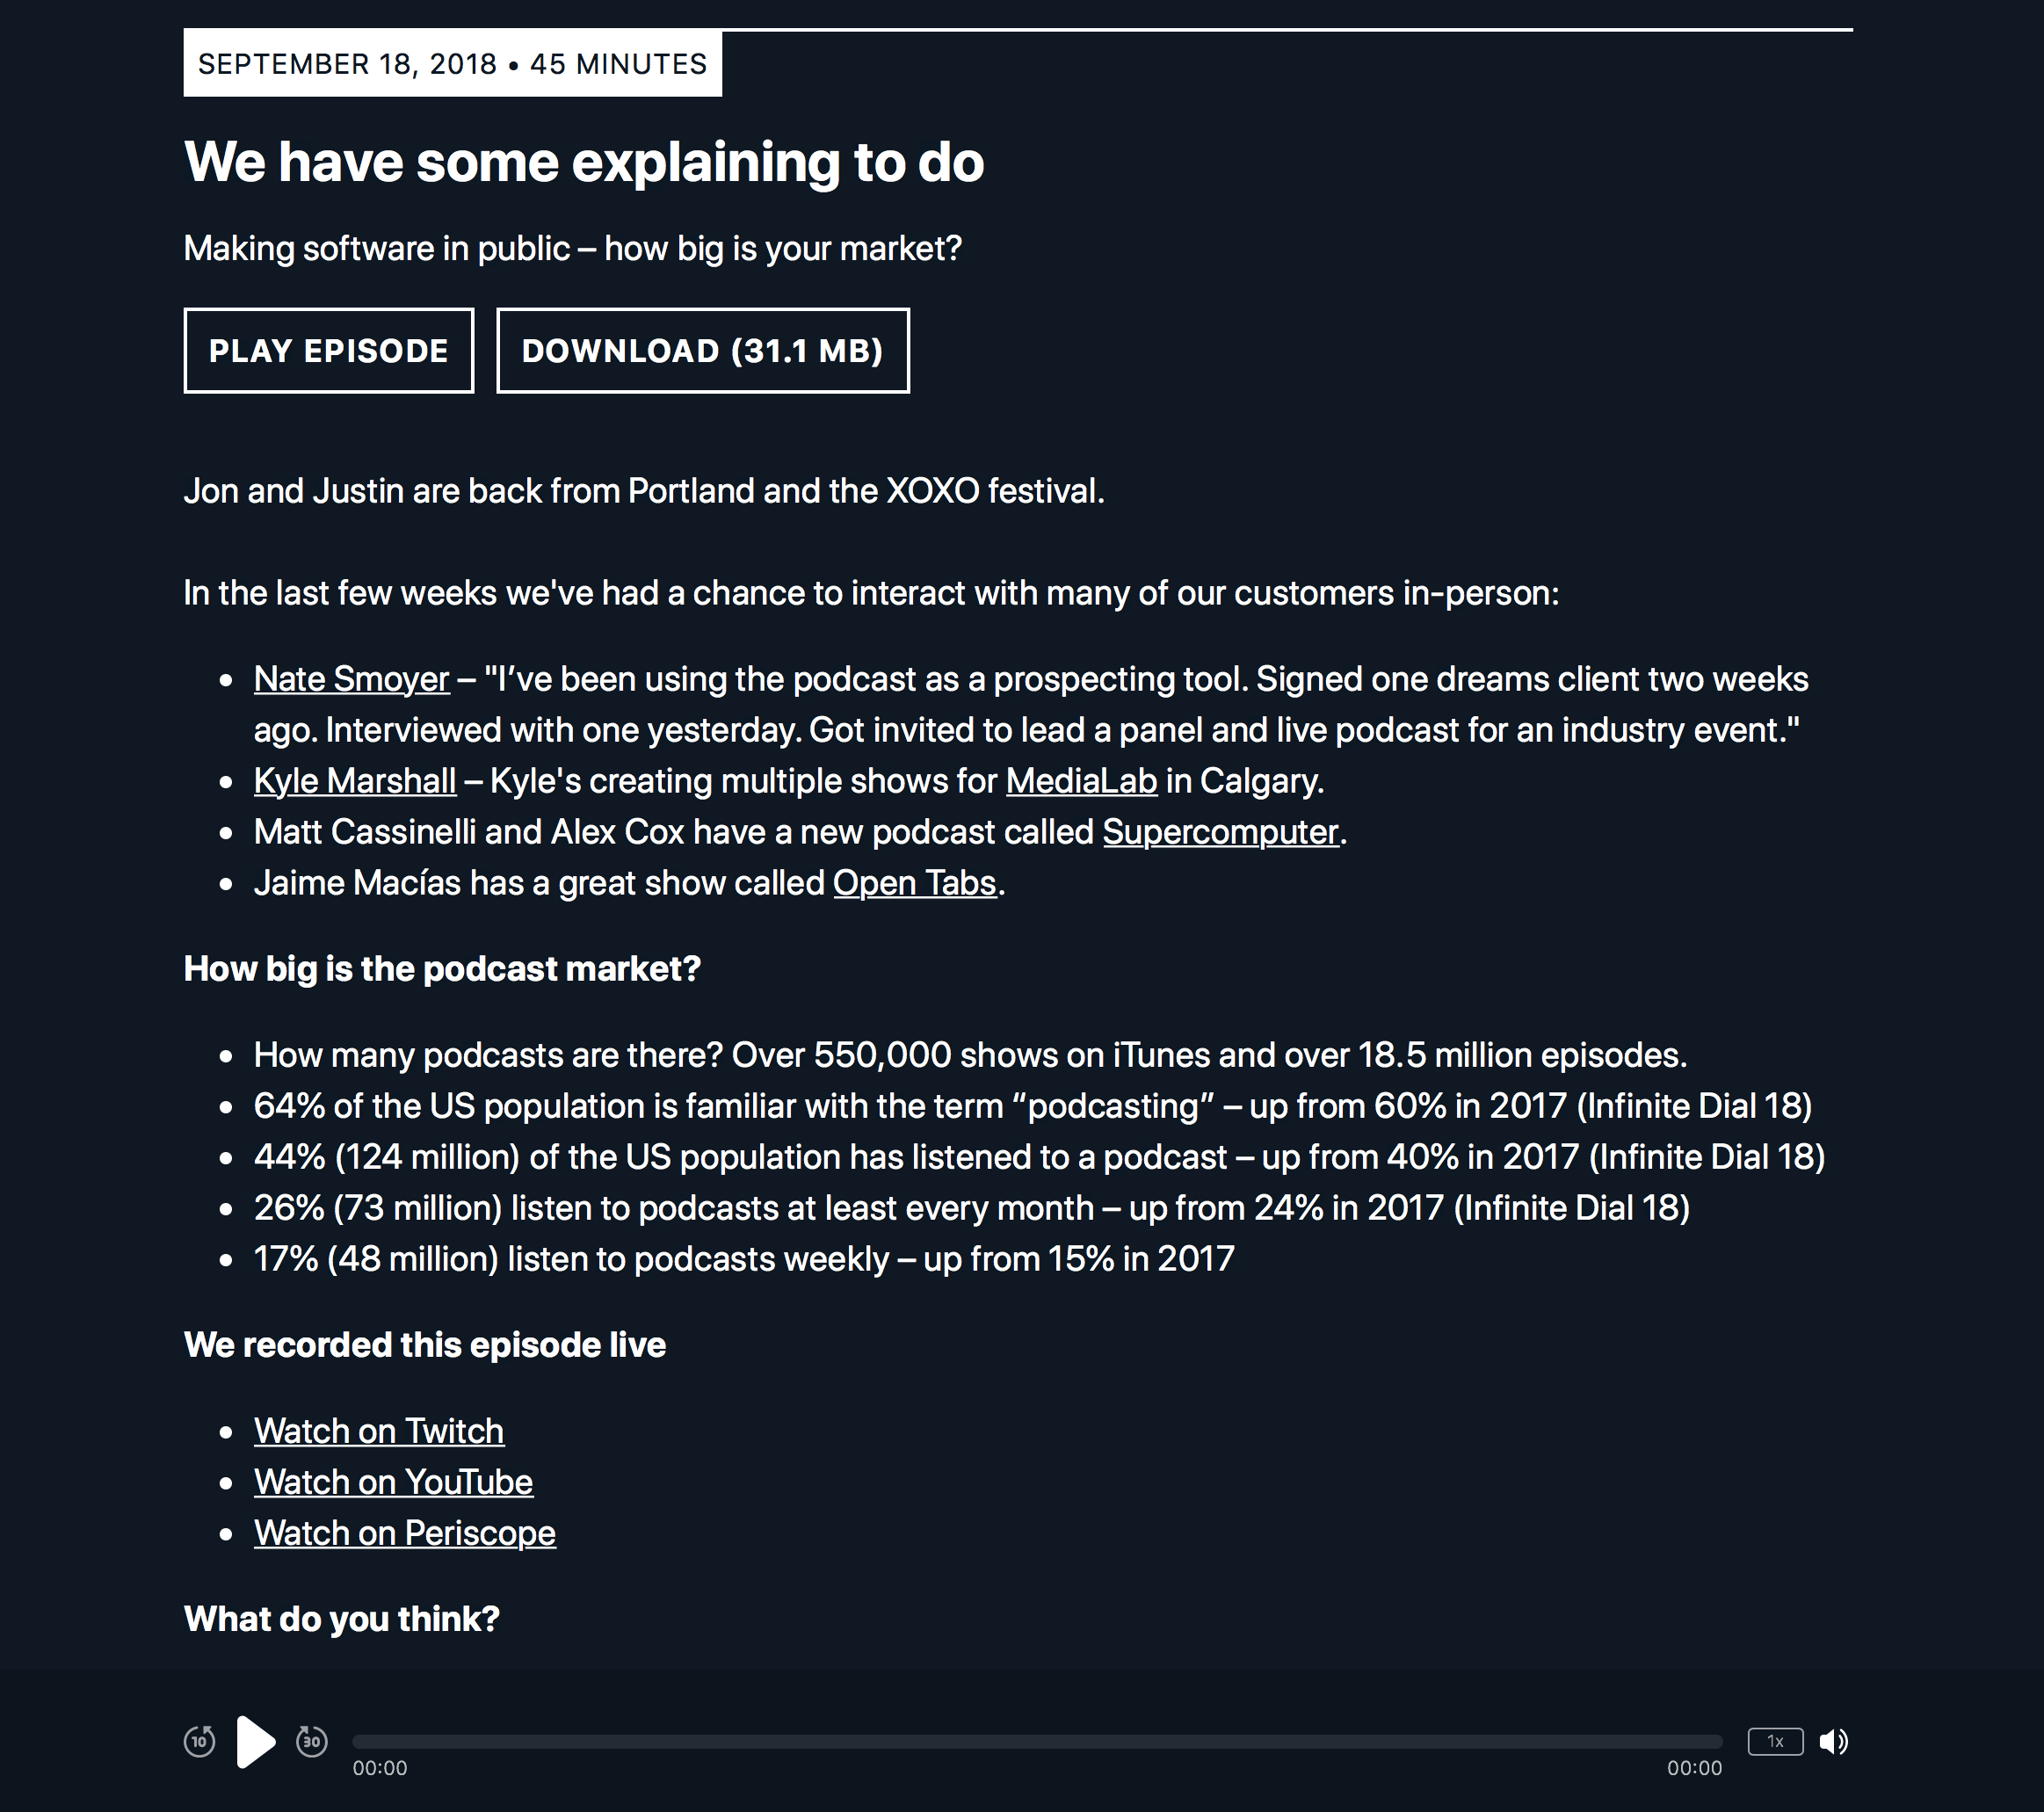 SEPTEMBER 18, 2018 • 45 MINUTES
We have some explaining to do
Making software in public – how big is your market?
PLAY EPISODE
DOWNLOAD (31.1 MB)
Jon and Justin are back from Portland and the XOXO festival.
In the last few weeks we've had a chance to interact with many of our customers in-person:
• Nate Smoyer – "I’ve been using the podcast as a prospecting tool. Signed one dreams client two weeks
ago. Interviewed with one yesterday. Got invited to lead a panel and live podcast for an industry event."
• Kyle Marshall – Kyle's creating multiple shows for MediaLab in Calgary.
• Matt Cassinelli and Alex Cox have a new podcast called Supercomputer.
• Jaime Macías has a great show called Open Tabs.
How big is the podcast market?
• How many podcasts are there? Over 550,000 shows on iTunes and over 18.5 million episodes.
• 64% of the US population is familiar with the term “podcasting” – up from 60% in 2017 (Infinite Dial 18)
• 44% (124 million) of the US population has listened to a podcast – up from 40% in 2017 (Infinite Dial 18)
• 26% (73 million) listen to podcasts at least every month – up from 24% in 2017 (Infinite Dial 18)
• 17% (48 million) listen to podcasts weekly – up from 15% in 2017
We recorded this episode live
• Watch on Twitch
• Watch on YouTube
• Watch on Periscope
What do you think?
10
30
1x
00:00
00:00